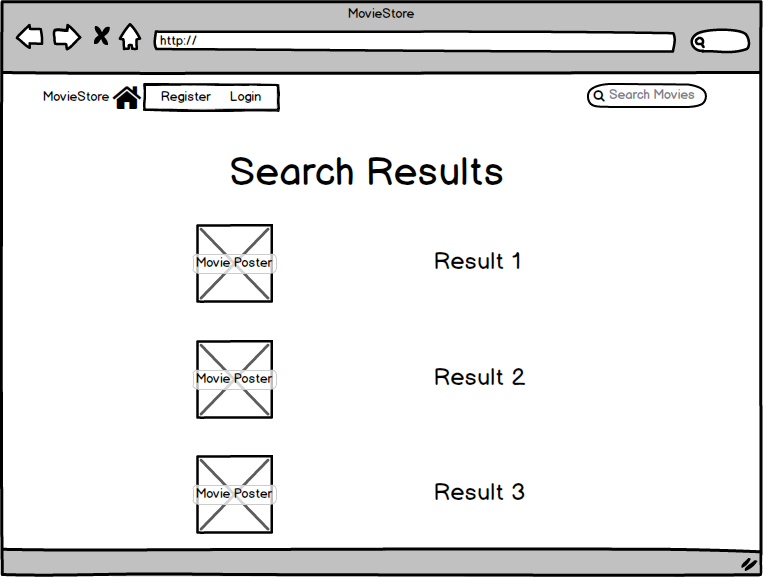 MovieStore
http://
MovieStore Register Login Search Movies
Search Results
Movie Poster Result 1
Movie Poster Result 2
Movie Poster Result 3